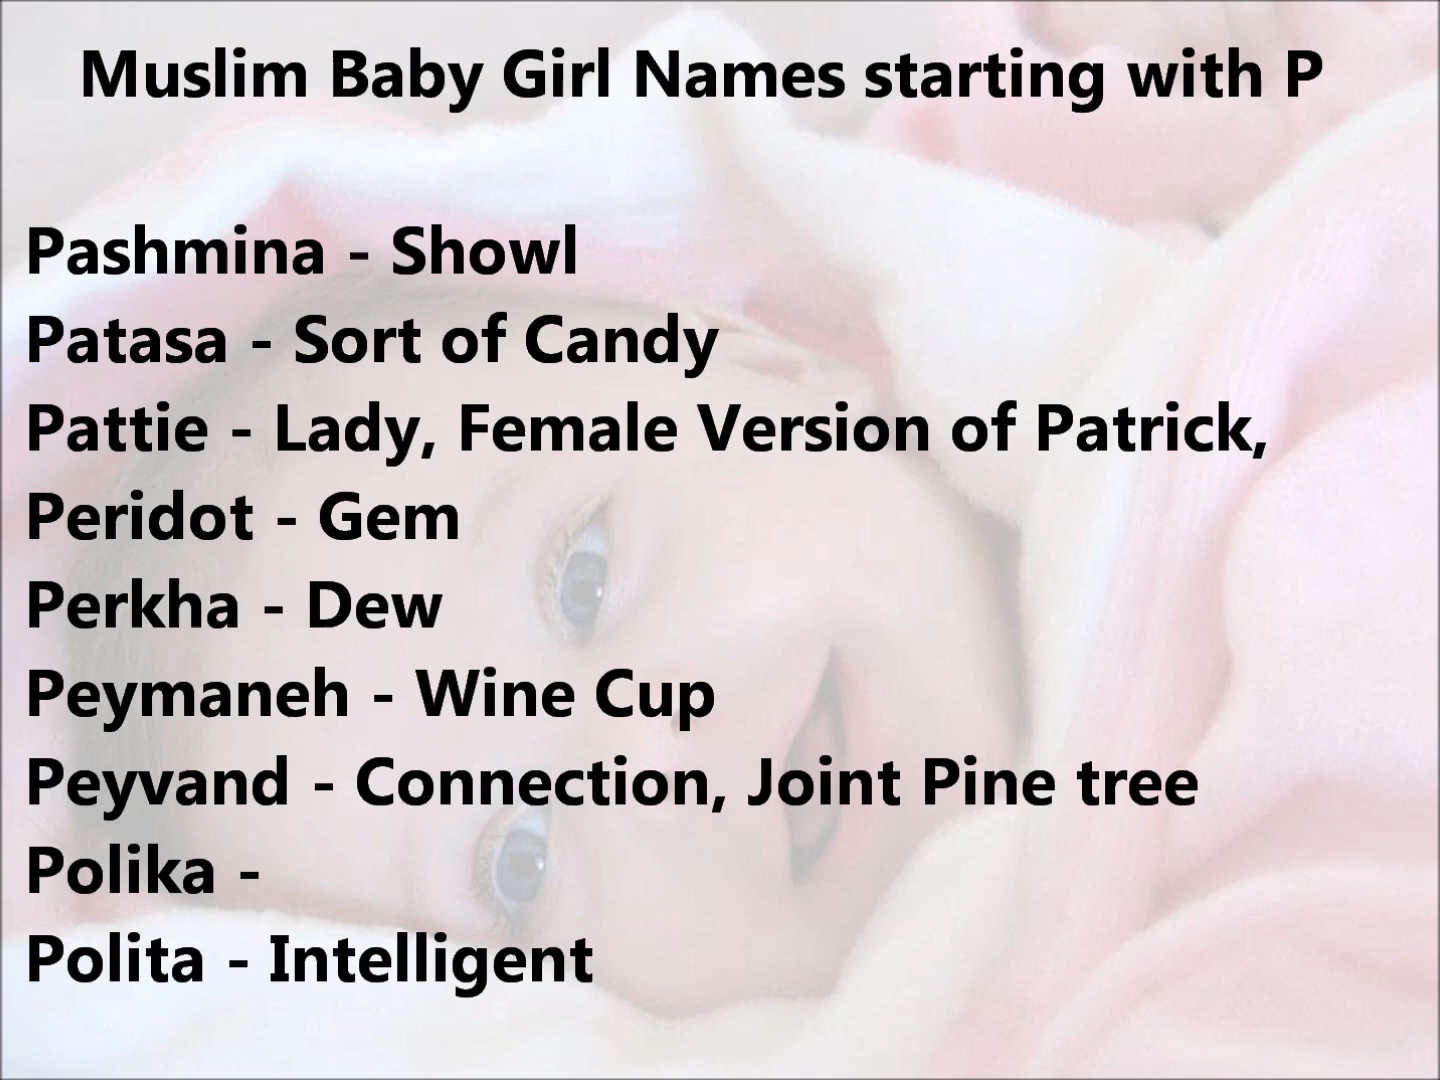 Muslim Baby Girl Names starting with P
Pashmina - Showl
Patasa - Sort of Candy
Pattie - Lady, Female Version of Patrick,
Peridot - Gem
Perkha - Dew
Peymaneh - Wine Cup
Peyvand - Connection, Joint Pine tree
Polika -
Polita - Intelligent